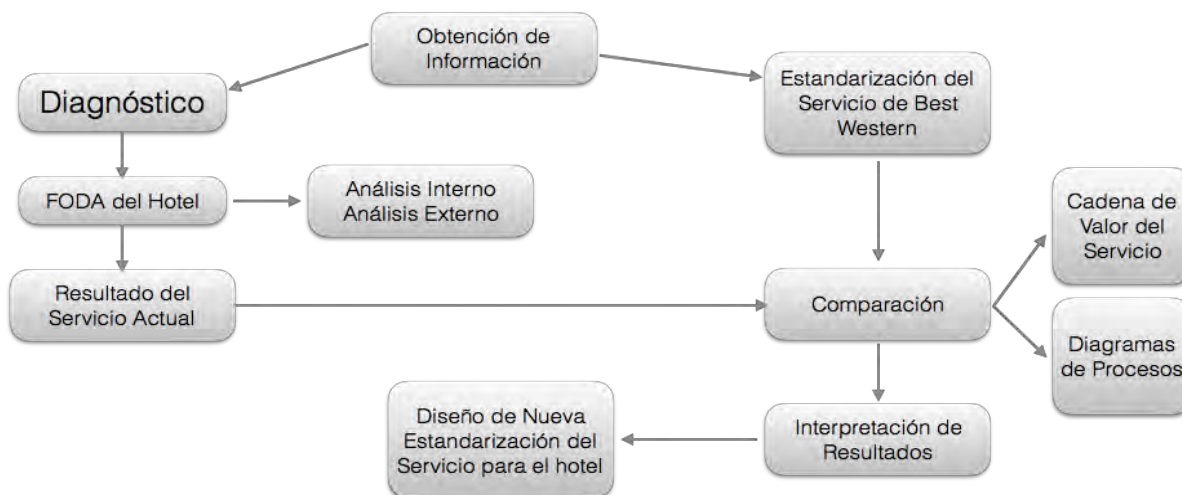 Obtención de
Información
Diagnóstico
Estandarización del
Servicio de Best
Western
FODA del Hotel
Análisis Interno
Análisis Externo
Cadena de
Valor del
Servicio
Resultado del
Servicio Actual
Comparación
Diagramas
de Procesos
Diseño de Nueva
Estandarización del
Servicio para el hotel
Interpretación de
Resultados